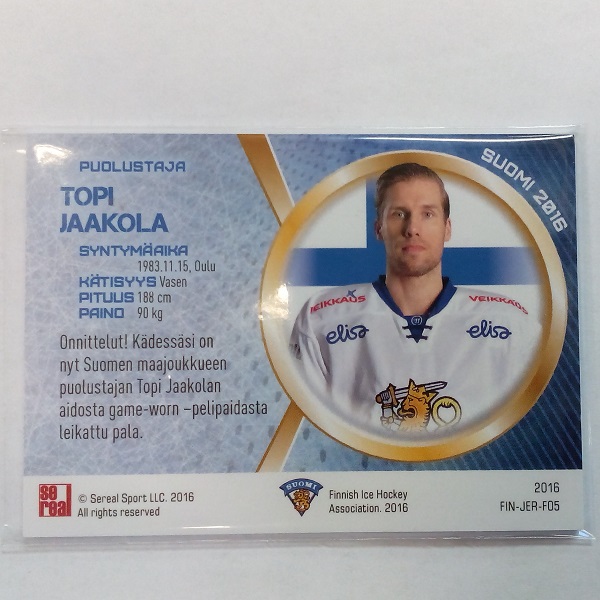 PUOLUSTAJA
TOPI
JAAKOLA
SYNTYMÄAIKA
1983.11.15, Oulu
KÄTISYYS Vasen
PITUUS 188 cm
PAINO 90 kg
Onnittelut! Kädessäsi on
nyt Suomen maajoukkueen
puolustajan Topi Jaakolan
aidosta game-worn –pelipaidasta
leikattu pala.
SUOMI 2016
VEIKKAUS
VEIKKAUS
elisa
elisa
se
real
© Sereal Sport LLC. 2016
All rights reserved
SUOMI
Finnish Ice Hockey
Association. 2016
2016
FIN-JER-F05